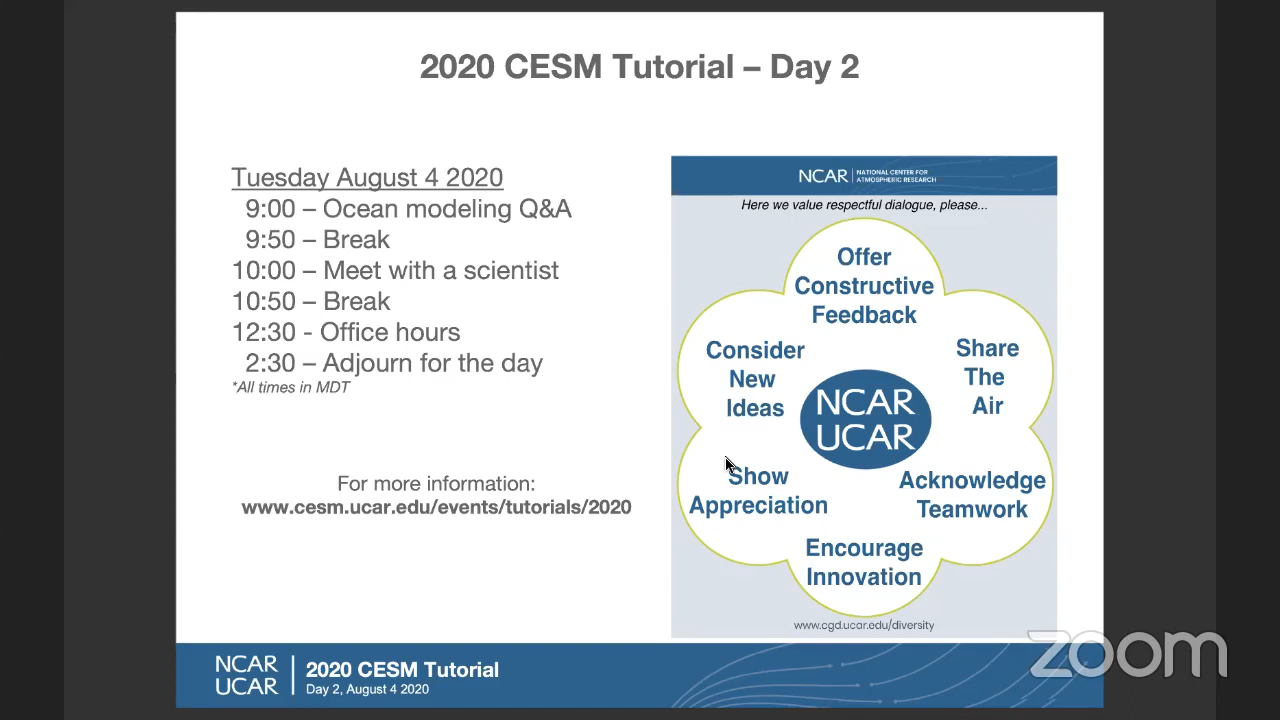 2020 CESM Tutorial – Day 2
Tuesday August 4 2020
9:00 – Ocean modeling Q&A
9:50 – Break
10:00 – Meet with a scientist
10:50 – Break
12:30 - Office hours
2:30 – Adjourn for the day
*All times in MDT
For more information:
www.cesm.ucar.edu/events/tutorials/2020
NCAR | NATIONAL CENTER FOR
ATMOSPHERIC RESEARCH
Here we value respectful dialogue, please...
Offer
Constructive
Feedback
Share
The
Air
Acknowledge
Teamwork
Encourage
Innovation
Show
Appreciation
Consider
New
Ideas
NCAR
UCAR
www.cgd.ucar.edu/diversity
NCAR
UCAR
2020 CESM Tutorial
Day 2, August 4 2020
zoom